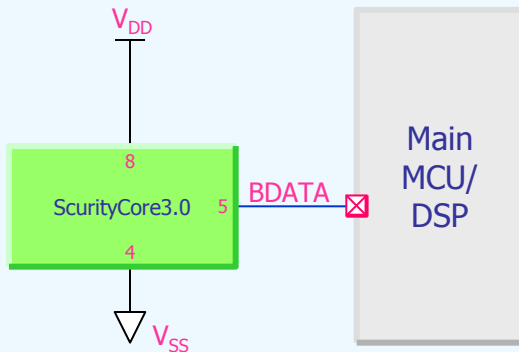 VDD
8
ScurityCore3.0
5
BDATA
4
VSS
Main
MCU/
DSP